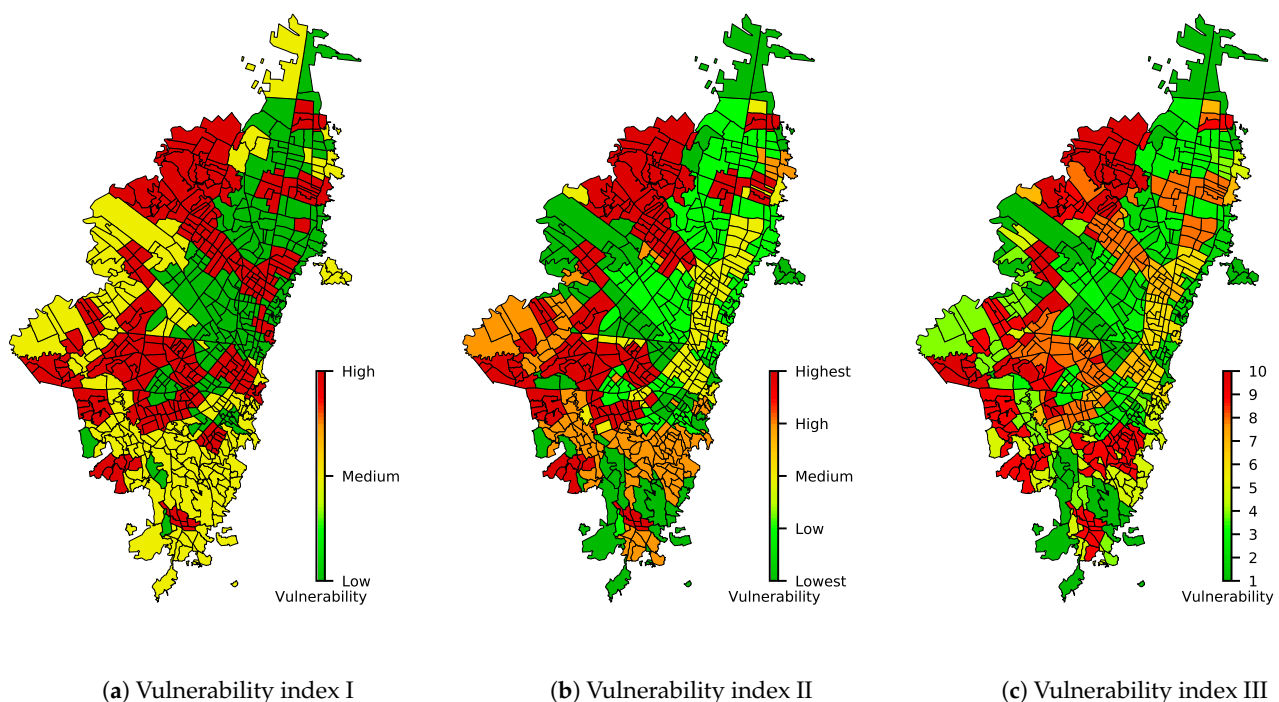 High
Medium
Low
Vulnerability
Highest
High
Medium
Low
Lowest
Vulnerability
10
9
8
7
6
5
4
3
2
1
Vulnerability
(a) Vulnerability index I
(b) Vulnerability index II
(c) Vulnerability index III